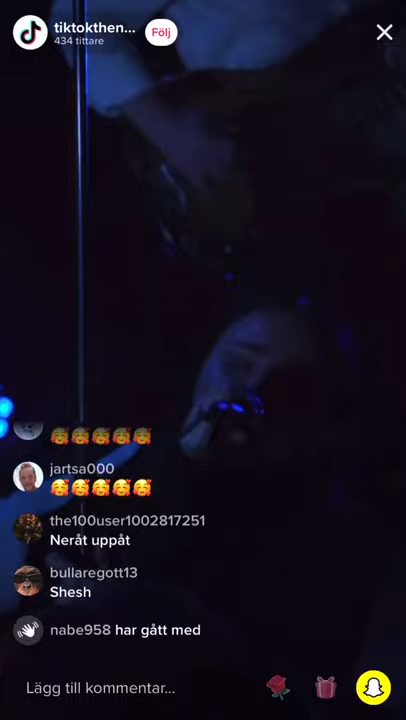 tiktokthen...
Följ
434 tittare
jartsa000
the100user1002817251
Neråt uppåt
bullaregott13
Shesh
nabe958 har gått med
Lägg till kommentar...